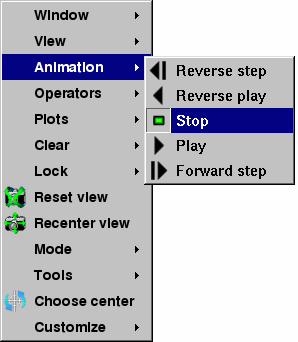 Window
View
Animation
Operators
Plots
Clear
Lock
Reset view
Recenter view
Mode
Tools
Choose center
Customize
Reverse step
Reverse play
Stop
Play
Forward step